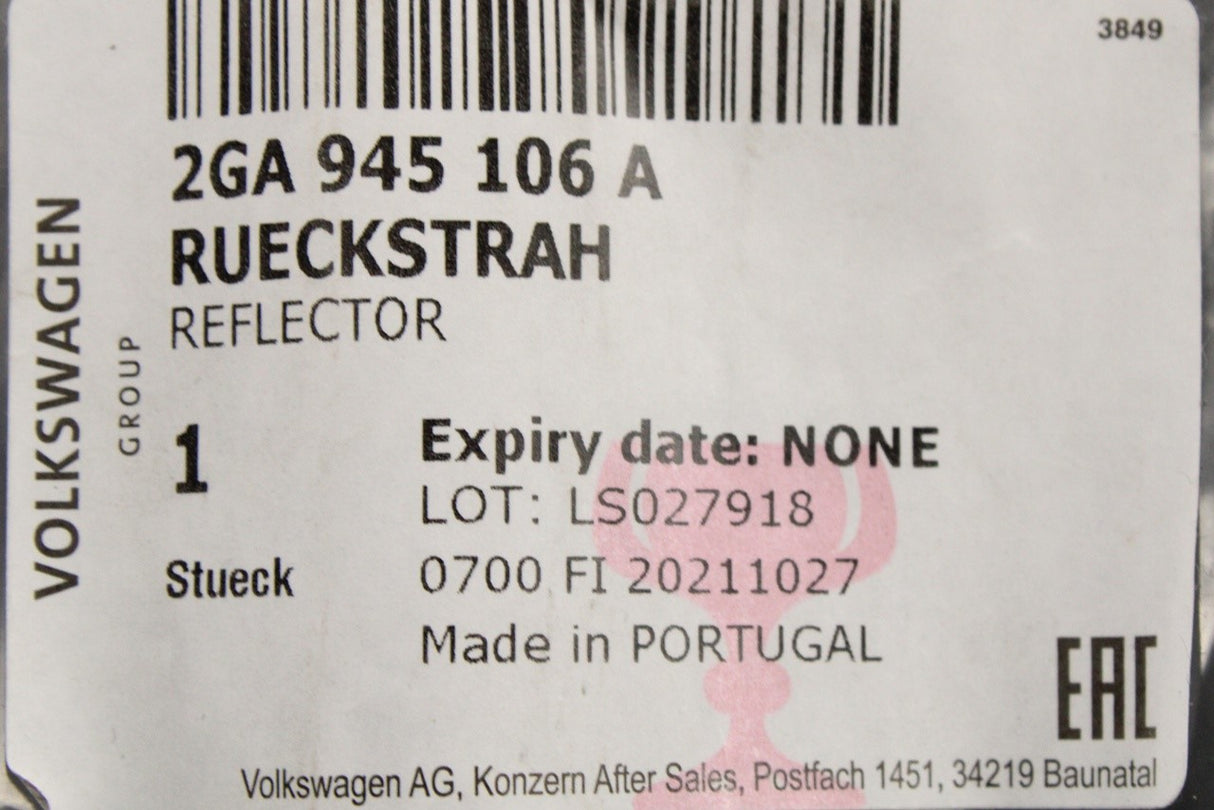 3849
2GA 945 106 A
RUECKSTRAH
REFLECTOR
VOLKSWAGEN
GROUP
1
Stueck
Expiry date: NONE
LOT: LS027918
0700 FI 20211027
Made in PORTUGAL
EAC
Volkswagen AG, Konzern After Sales, Postfach 1451, 34219 Baunatal